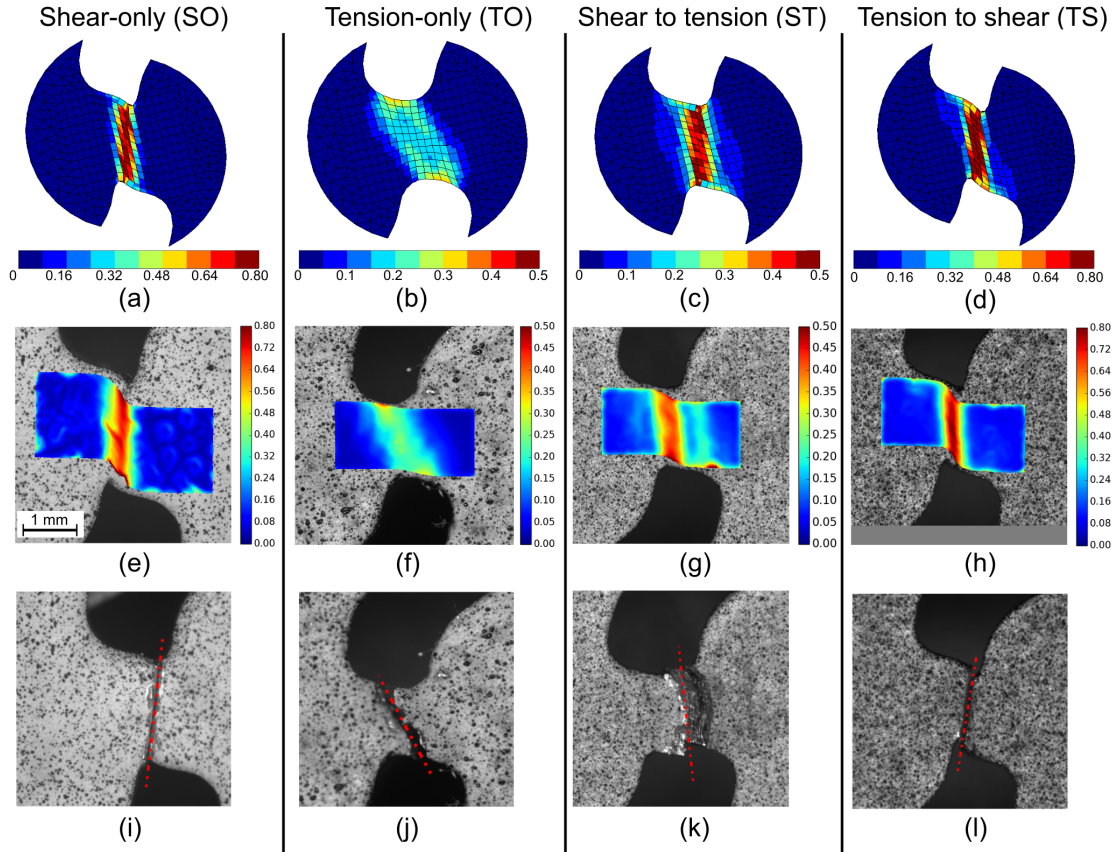 Shear-only (SO) Tension-only (TO) Shear to tension (ST) Tension to shear (TS)
0 0.16 0.32 0.48 0.64 0.80 0 0.1 0.2 0.3 0.4 0.5 0 0.1 0.2 0.3 0.4 0.5 0 0.16 0.32 0.48 0.64 0.80
(a) (b) (c) (d)
0.80 0.50 0.50 0.80
0.72 0.45 0.45 0.72
0.64 0.40 0.40 0.64
0.56 0.35 0.35 0.56
0.48 0.30 0.30 0.48
0.40 0.25 0.25 0.40
0.32 0.20 0.20 0.32
0.24 0.15 0.15 0.24
0.16 0.10 0.10 0.16
0.08 0.05 0.05 0.08
0.00 0.00 0.00 0.00
1 mm
(e) (f) (g) (h)
(i) (j) (k) (l)